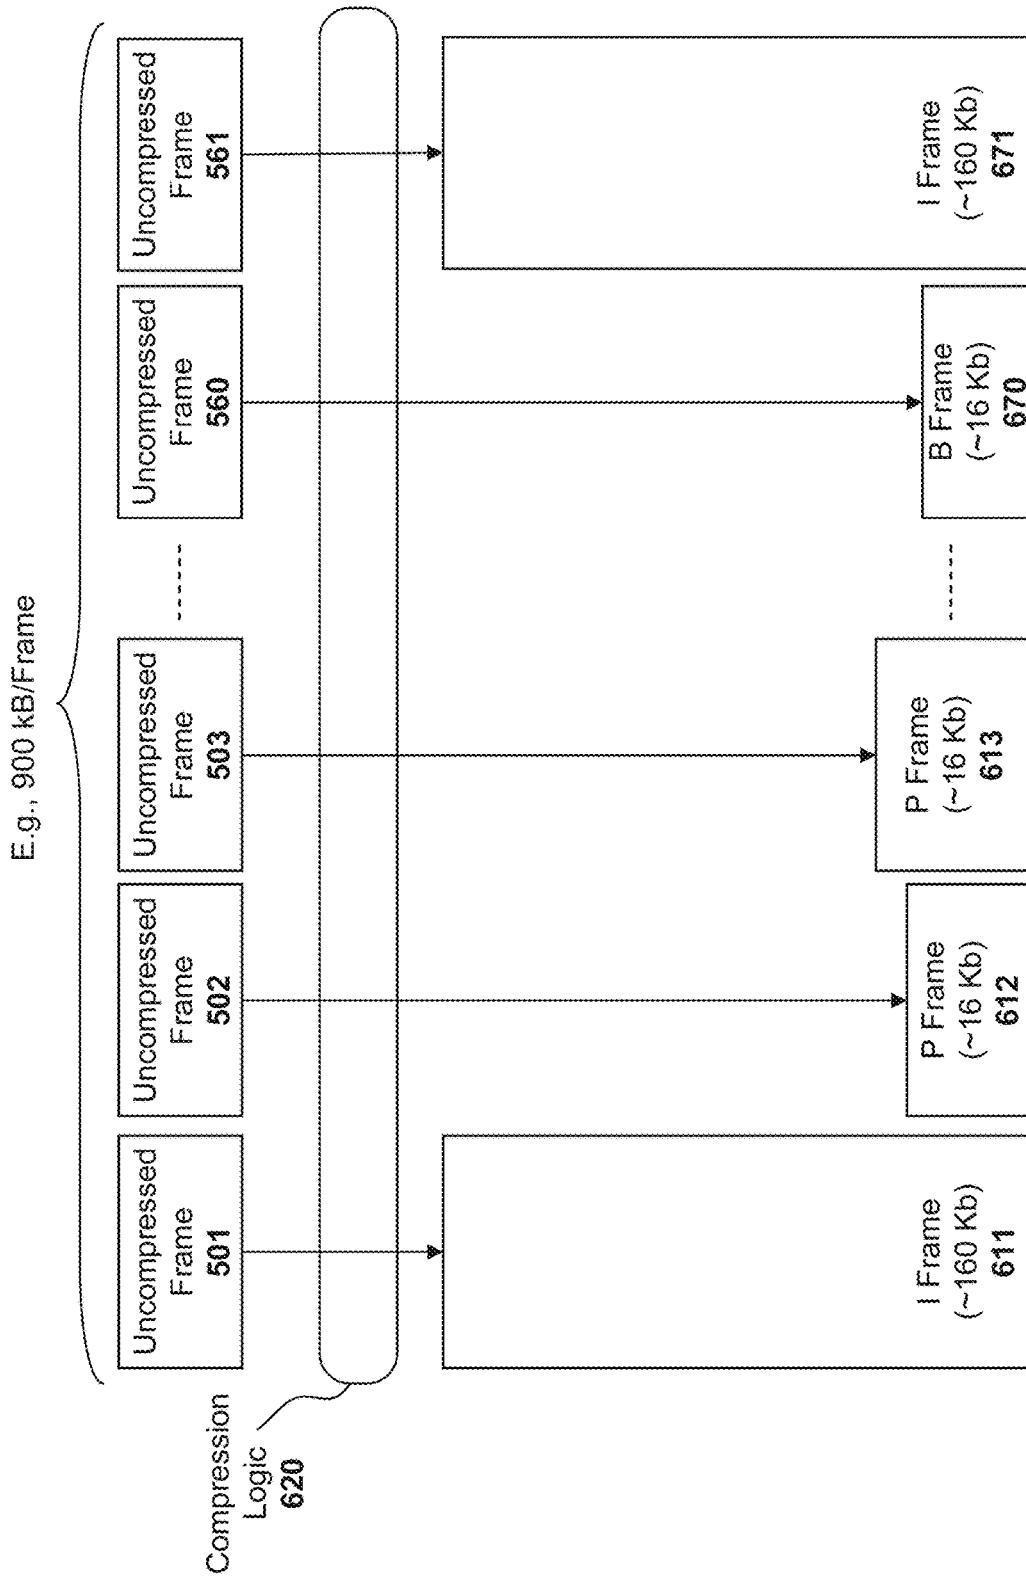 E.g., 900 kB/Frame
Uncompressed
Frame
501
Uncompressed
Frame
502
Uncompressed
Frame
503
------
Uncompressed
Frame
560
Uncompressed
Frame
561
Compression
Logic
620
I Frame
(~160 Kb)
611
P Frame
(~16 Kb)
612
P Frame
(~16 Kb)
613
------
B Frame
(~16 Kb)
670
I Frame
(~160 Kb)
671